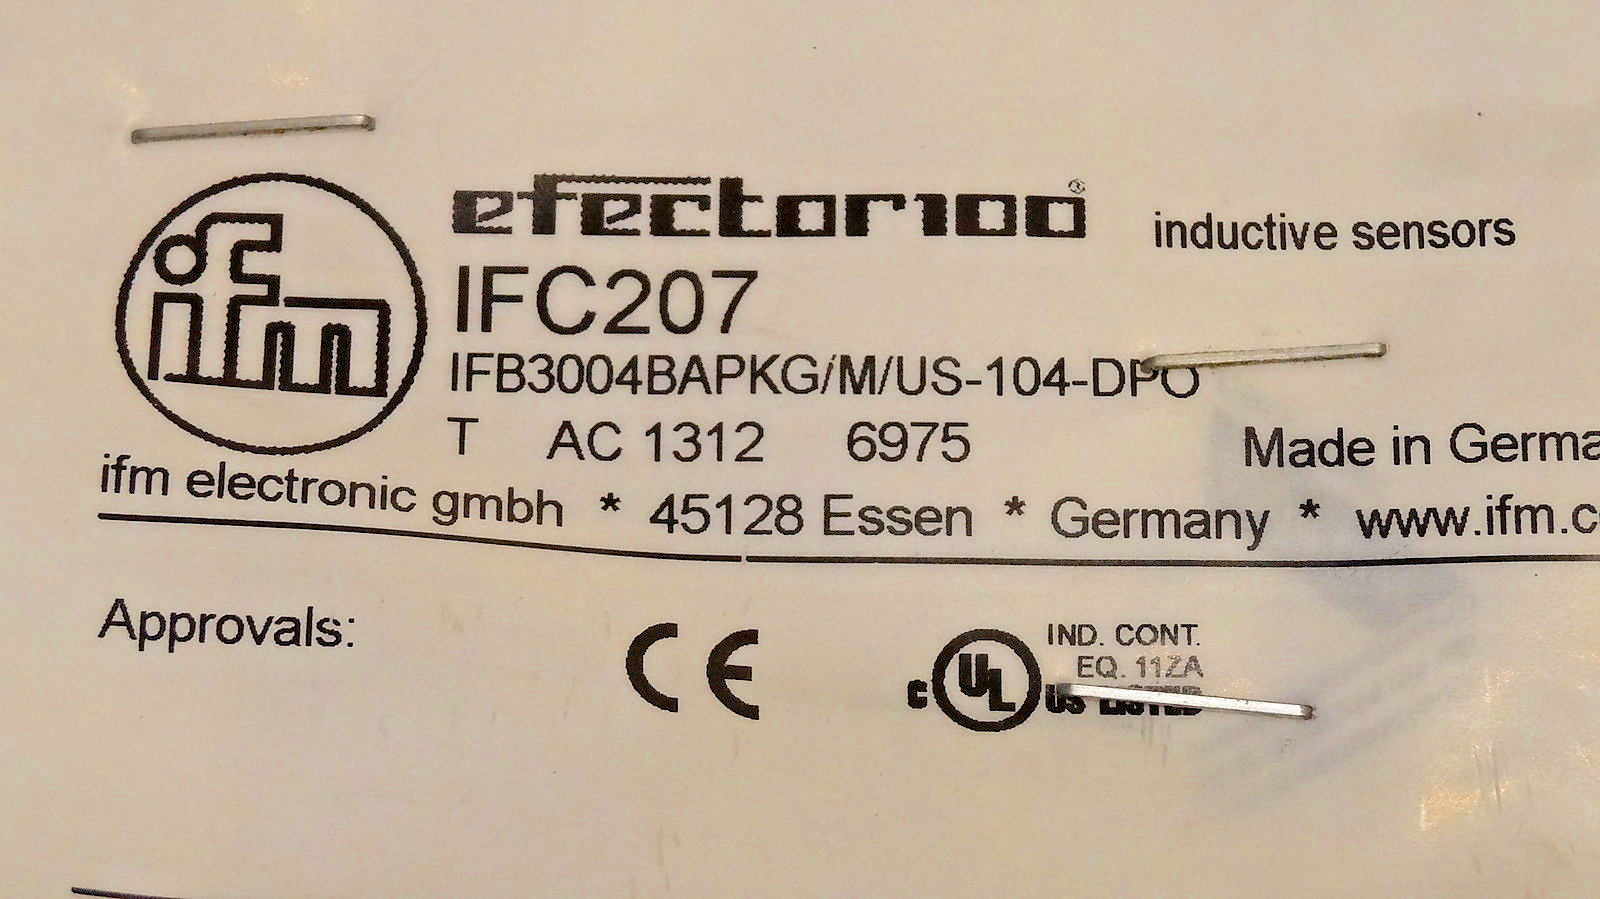 ifm
efector100® inductive sensors
IFC207
IFB3004BAPKG/M/US-104-DPO
T AC 1312 6975 Made in Germa
ifm electronic gmbh * 45128 Essen * Germany * www.ifm.c
Approvals:
CE
c UL us IND. CONT.
EQ. 11ZA
LISTED